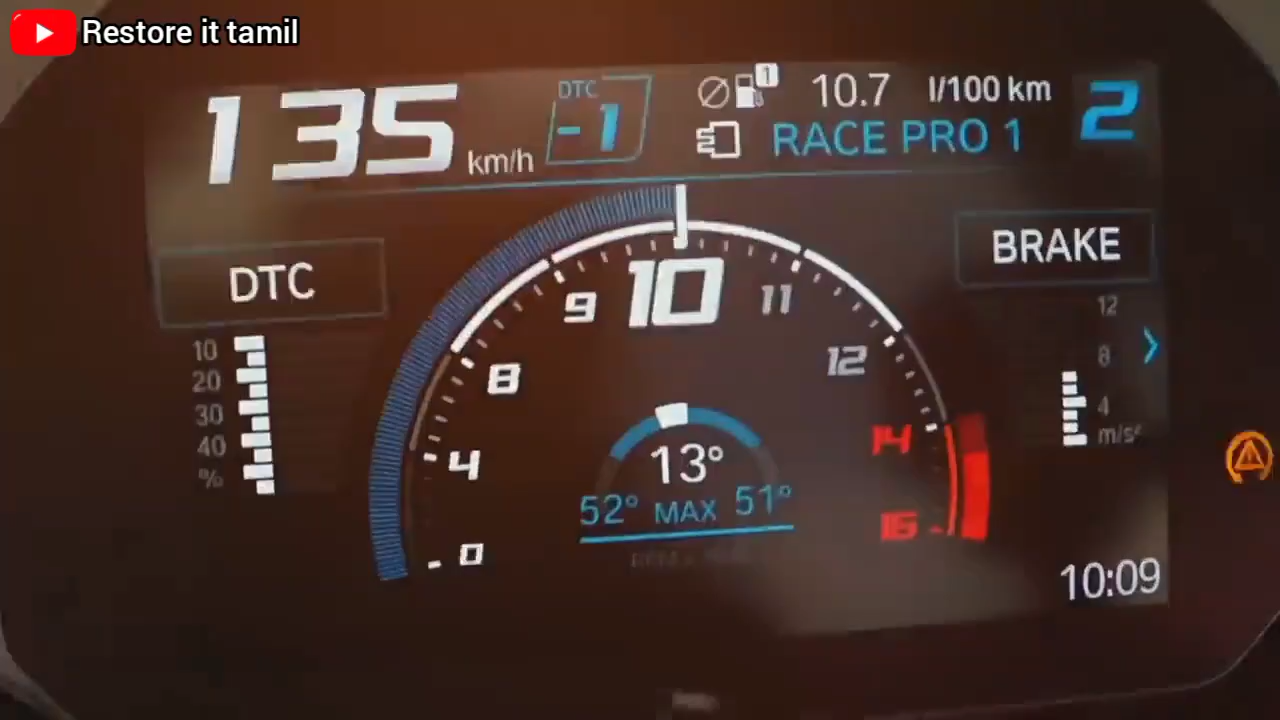 Restore it tamil
135 km/h
DTC
-1
1
10.7 l/100 km
RACE PRO 1
2
DTC
BRAKE
10
20
30
40
%
0
4
8
9
10
11
12
14
16
13°
52° MAX 51°
12
8
4
m/s²
10:09